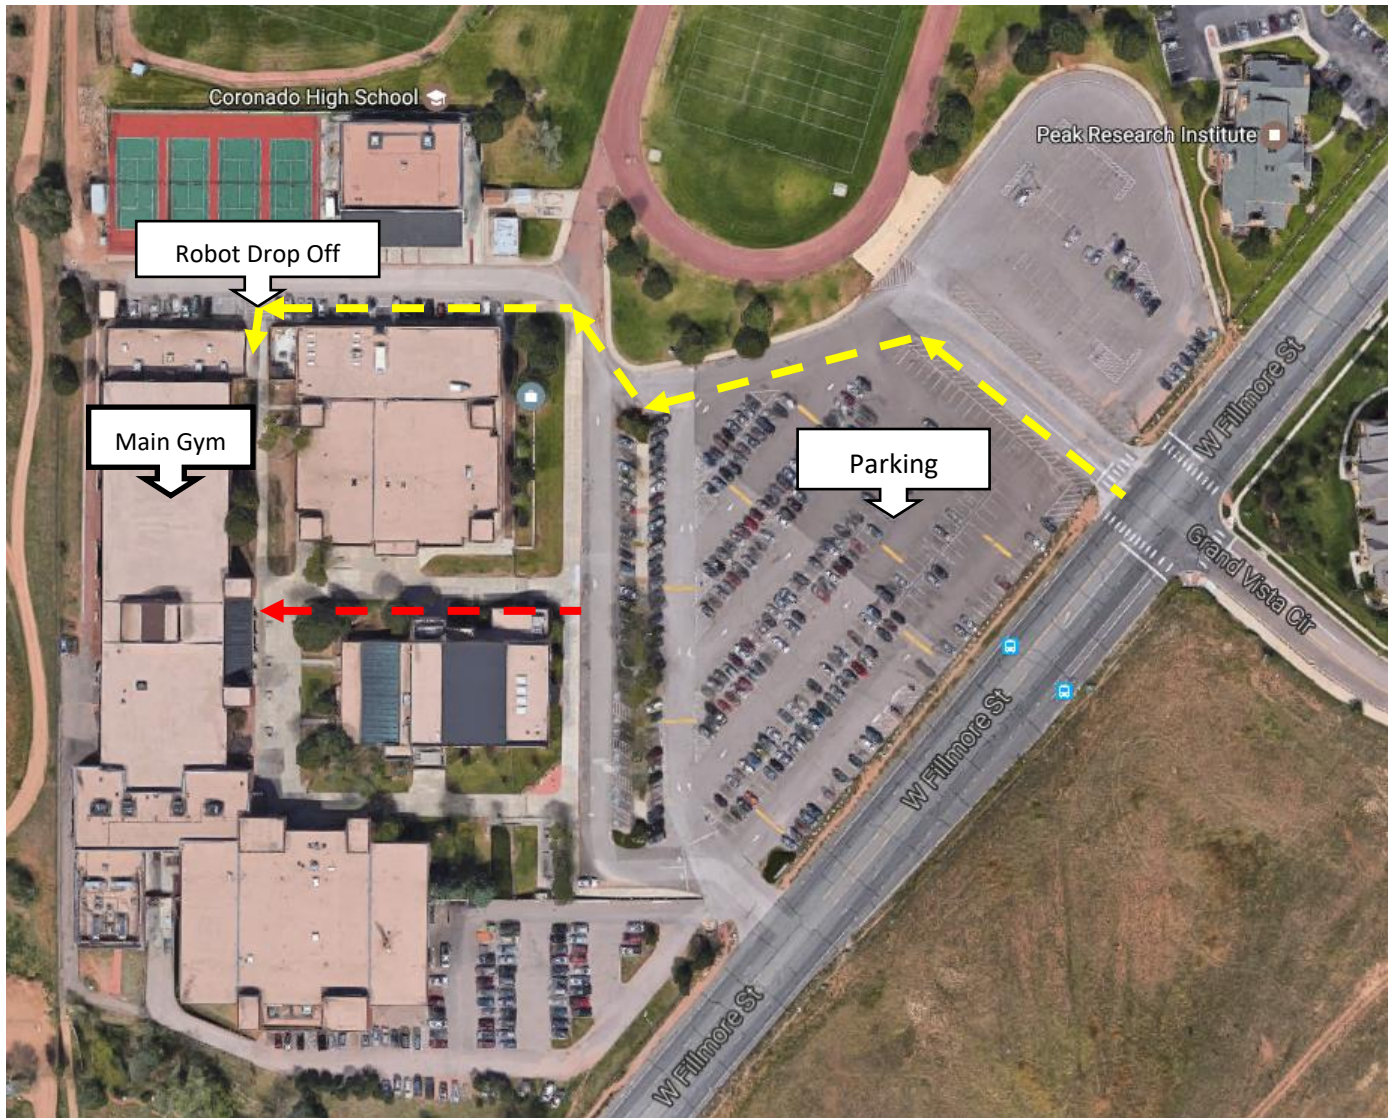 Coronado High School
Peak Research Institute
Robot Drop Off
W Fillmore St
Main Gym
Parking
Grand Vista Cir
W Fillmore St
W Fillmore St